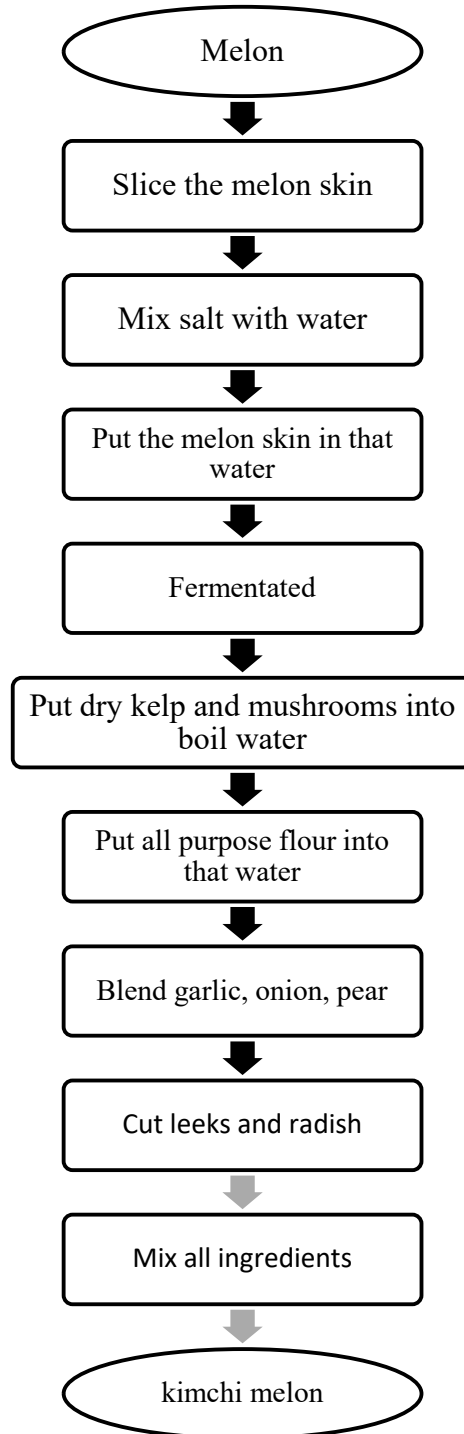 Melon
Slice the melon skin
Mix salt with water
Put the melon skin in that
water
Fermentated
Put dry kelp and mushrooms into
boil water
Put all purpose flour into
that water
Blend garlic, onion, pear
Cut leeks and radish
Mix all ingredients
kimchi melon